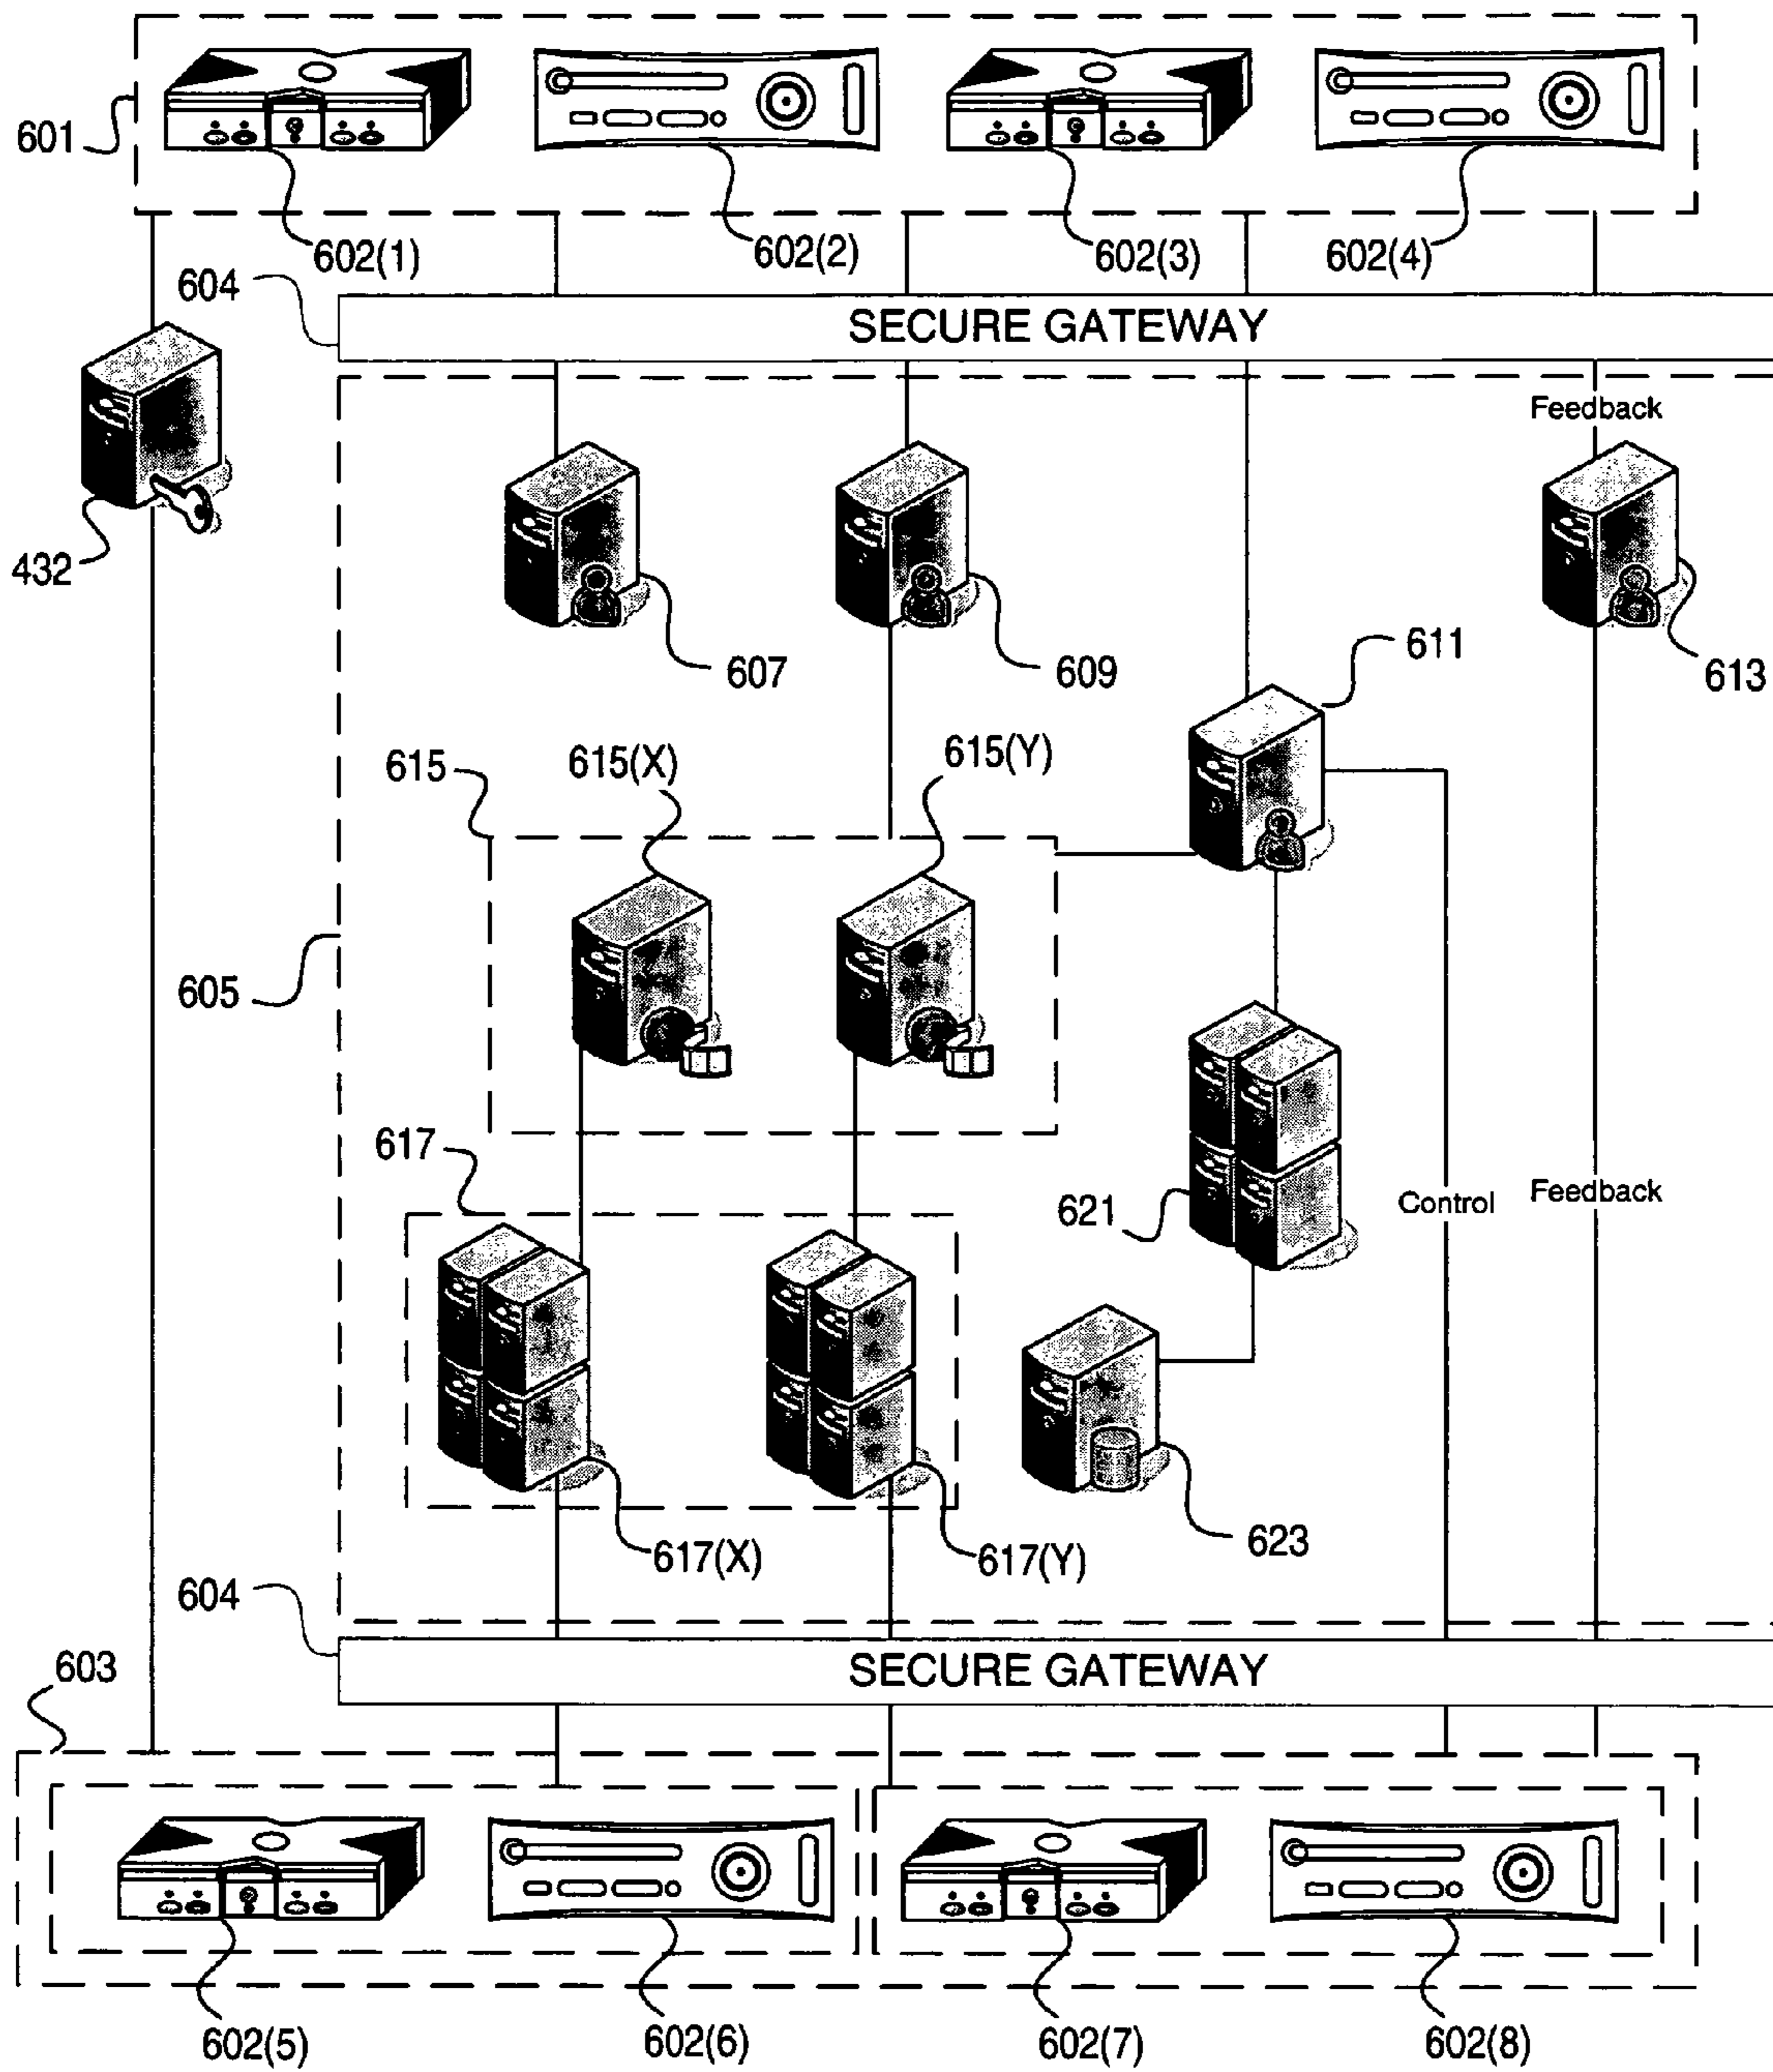 601
602(1)
602(2)
602(3)
602(4)
604
SECURE GATEWAY
Feedback
432
607
609
611
613
615
615(X)
615(Y)
605
617
621
Control
Feedback
617(X)
617(Y)
623
604
SECURE GATEWAY
603
602(5)
602(6)
602(7)
602(8)